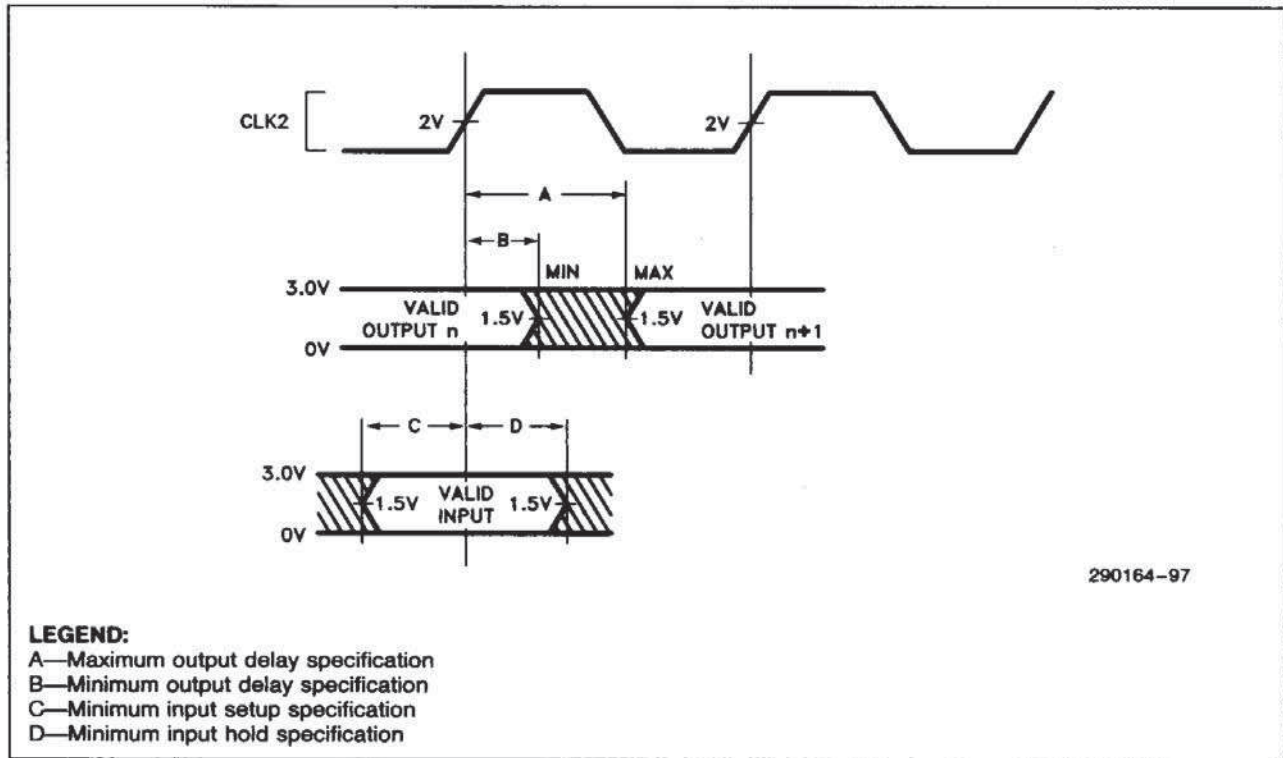 CLK2
2V
2V
A
B
MIN
MAX
3.0V
VALID
OUTPUT n
1.5V
1.5V
VALID
OUTPUT n+1
0V
C
D
3.0V
1.5V
VALID
INPUT
1.5V
0V
290164-97
LEGEND:
A—Maximum output delay specification
B—Minimum output delay specification
C—Minimum input setup specification
D—Minimum input hold specification